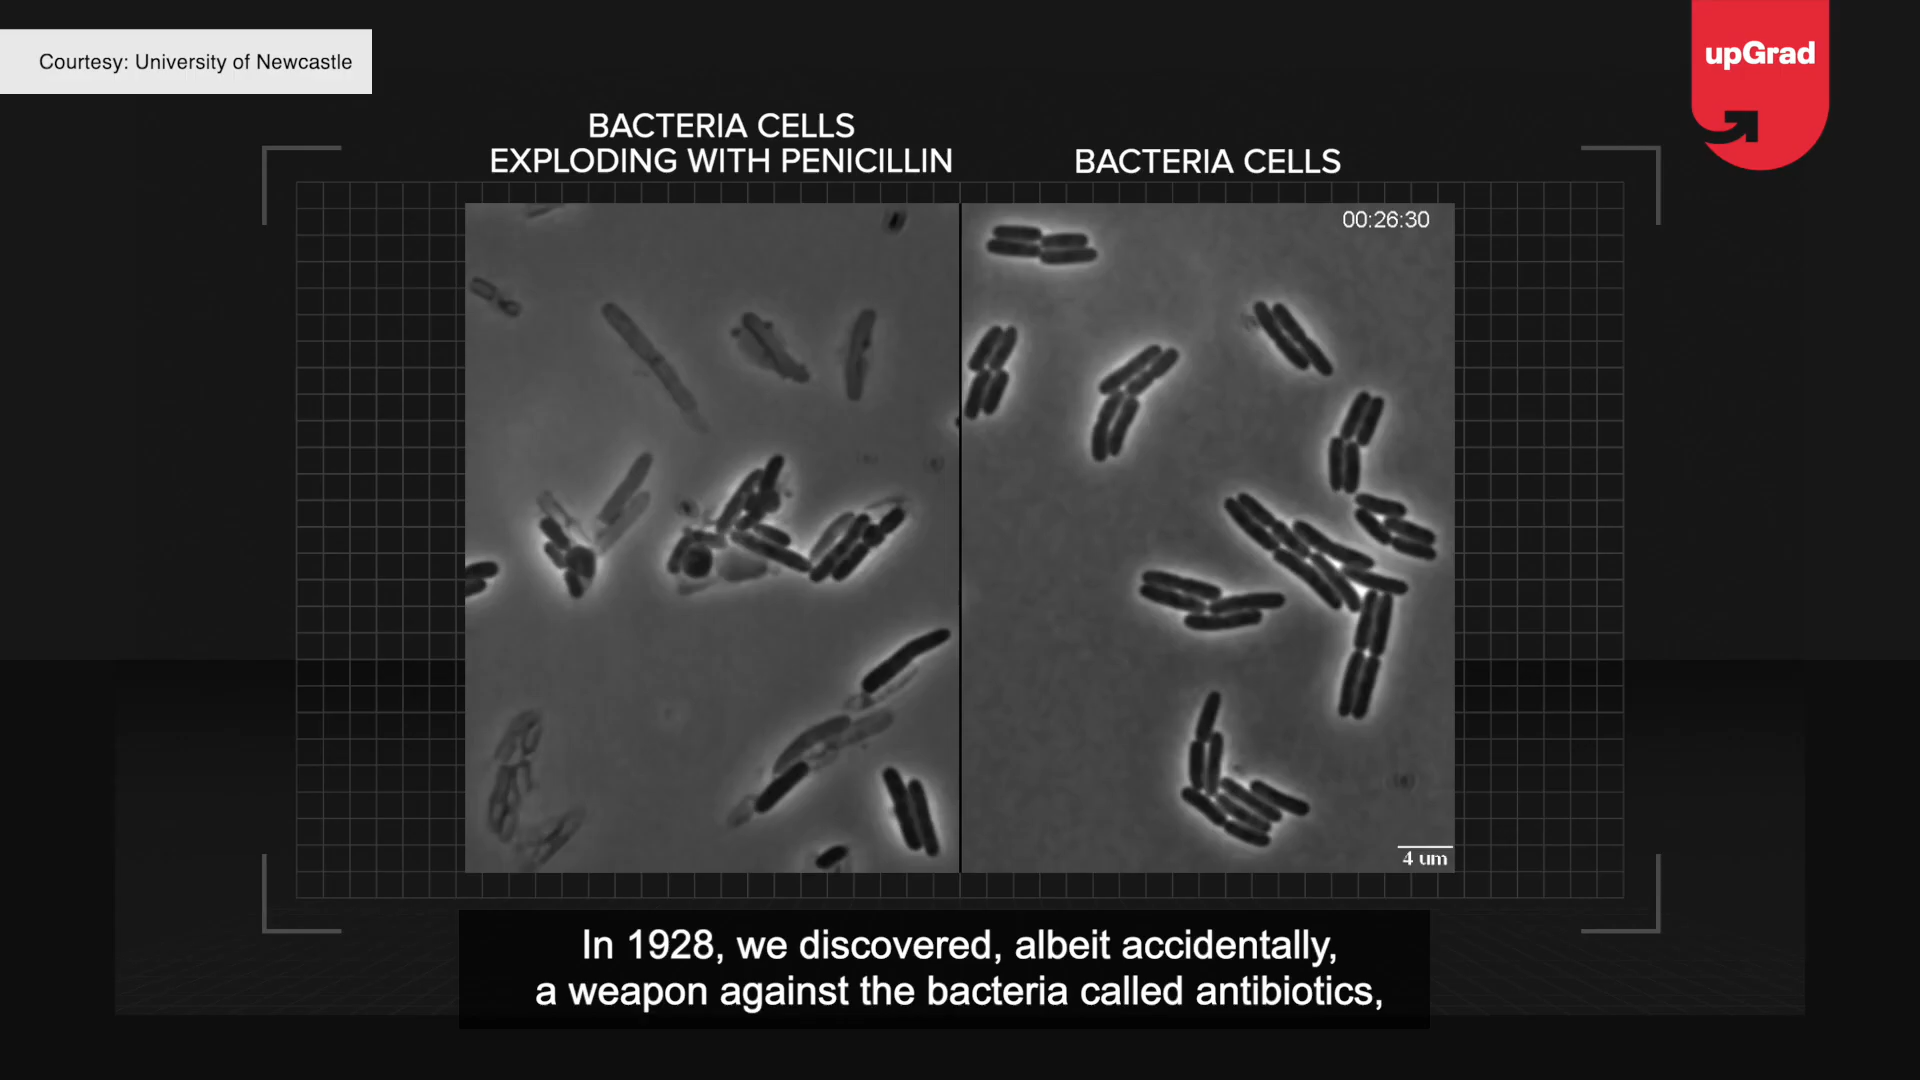 Courtesy: University of Newcastle
upGrad
BACTERIA CELLS
EXPLODING WITH PENICILLIN
BACTERIA CELLS
00:26:30
4 um
In 1928, we discovered, albeit accidentally,
a weapon against the bacteria called antibiotics,